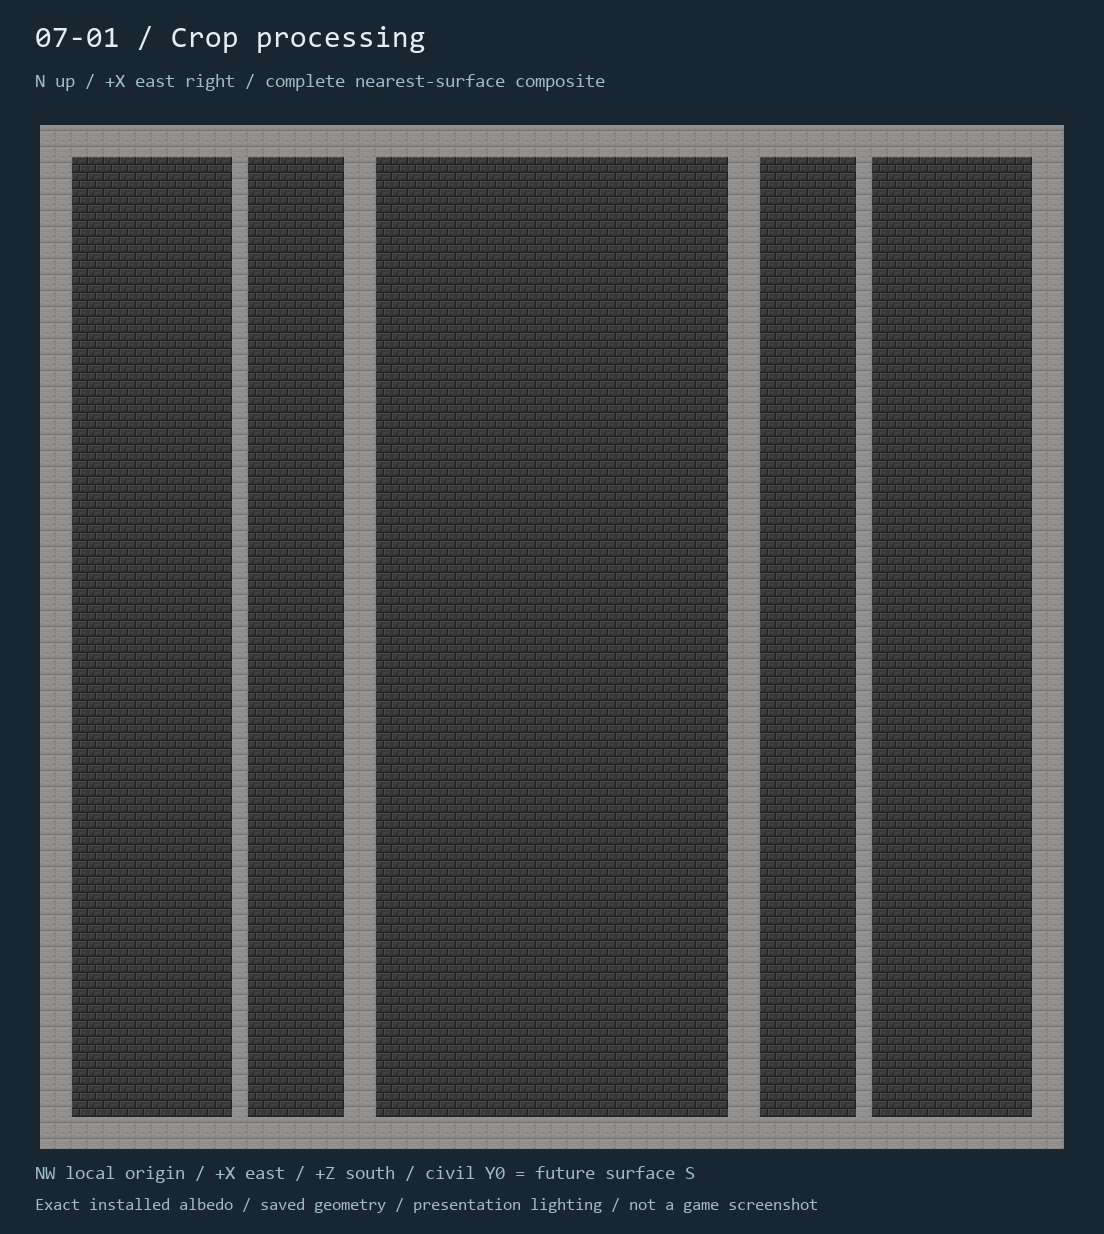 07-01 / Crop processing
N up / +X east right / complete nearest-surface composite
NW local origin / +X east / +Z south / civil Y0 = future surface S
Exact installed albedo / saved geometry / presentation lighting / not a game screenshot